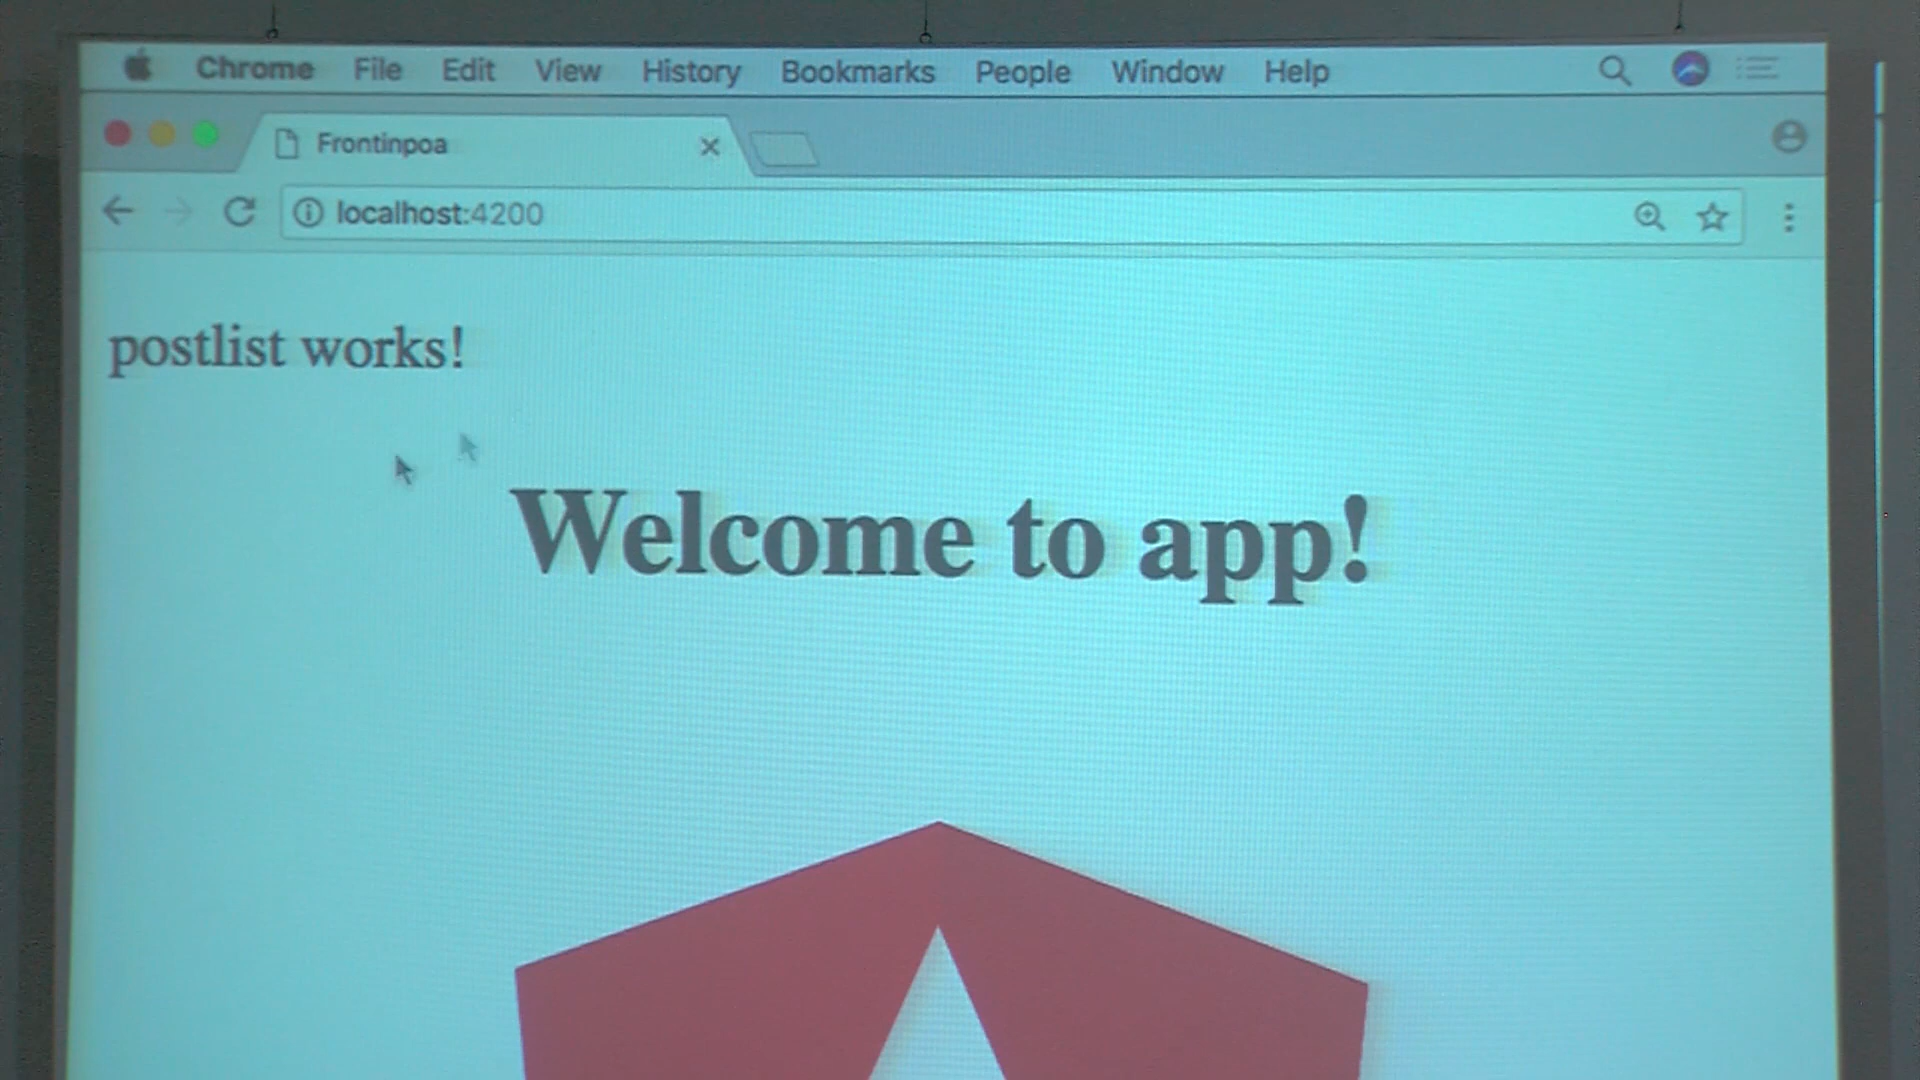 Chrome File Edit View History Bookmarks People Window Help
Frontinpoa
localhost:4200
postlist works!
Welcome to app!